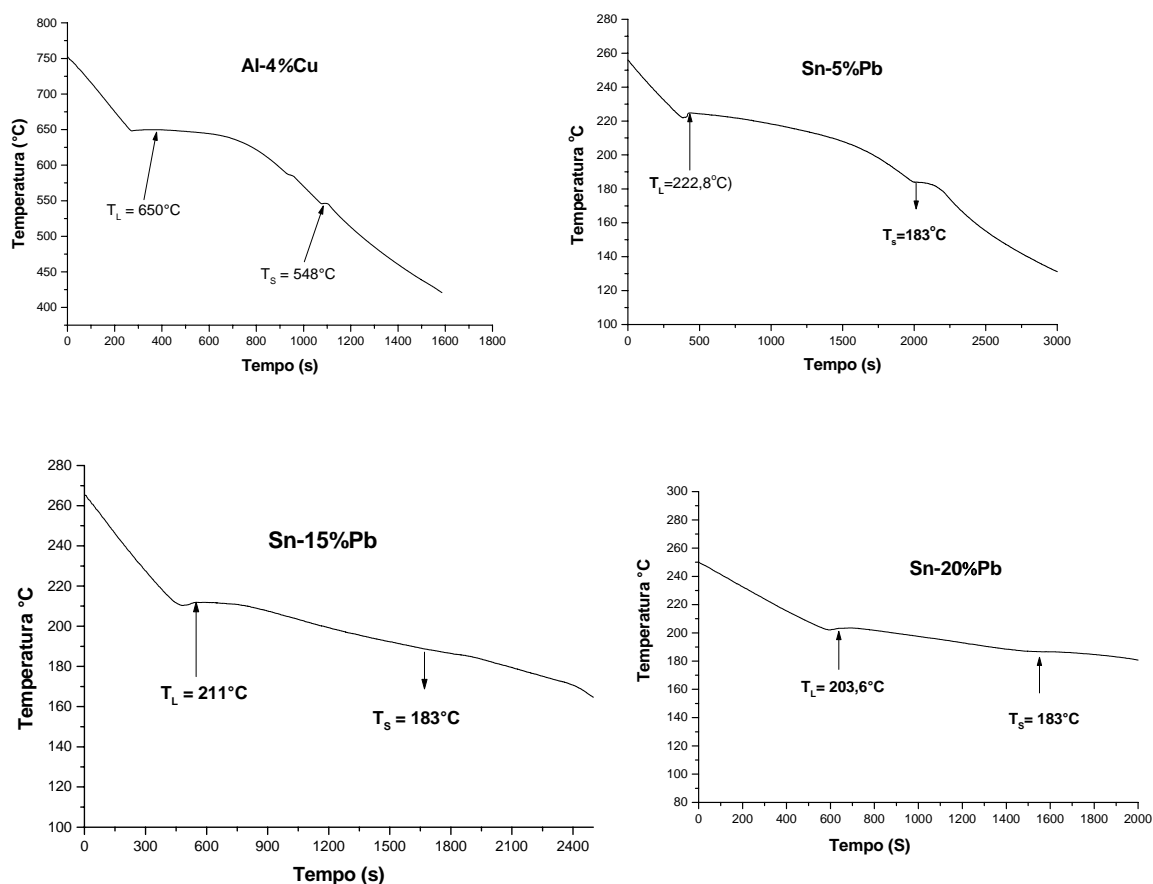 Al-4%Cu
Temperatura (°C)
800
750
700
650
600
550
500
450
400
T_L = 650°C
T_S = 548°C
0 200 400 600 800 1000 1200 1400 1600 1800
Tempo (s)
Sn-5%Pb
Temperatura °C
280
260
240
220
200
180
160
140
120
100
T_L=222,8°C)
T_s=183°C
0 500 1000 1500 2000 2500 3000
Tempo (s)
Sn-15%Pb
Temperatura °C
280
260
240
220
200
180
160
140
120
100
T_L = 211°C
T_S = 183°C
0 300 600 900 1200 1500 1800 2100 2400
Tempo (s)
Sn-20%Pb
Temperatura °C
300
280
260
240
220
200
180
160
140
120
100
80
T_L = 203,6°C
T_S= 183°C
0 200 400 600 800 1000 1200 1400 1600 1800 2000
Tempo (S)